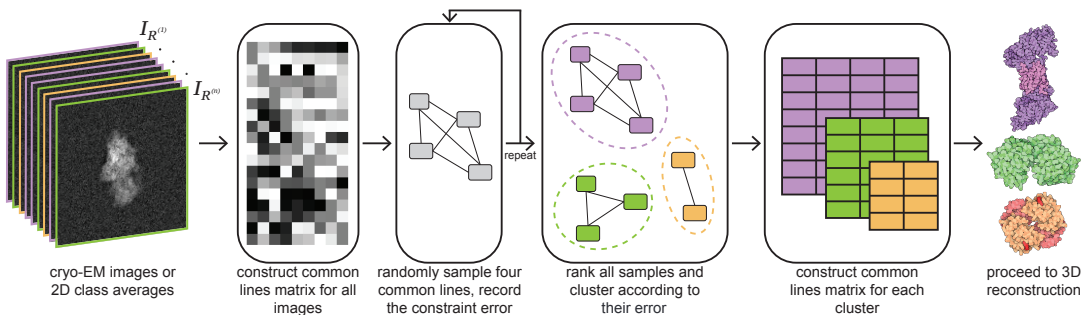 I_R(1)
I_R(n)
repeat
cryo-EM images or
2D class averages
construct common
lines matrix for all
images
randomly sample four
common lines, record
the constraint error
rank all samples and
cluster according to
their error
construct common
lines matrix for each
cluster
proceed to 3D
reconstruction